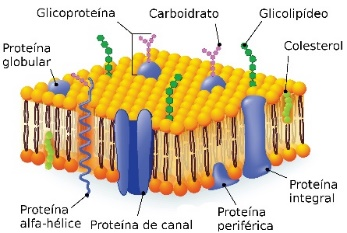 Glicoproteína
Carboidrato
Glicolipídeo
Proteína
globular
Colesterol
Proteína
alfa-hélice
Proteína de canal
Proteína
periférica
Proteína
integral